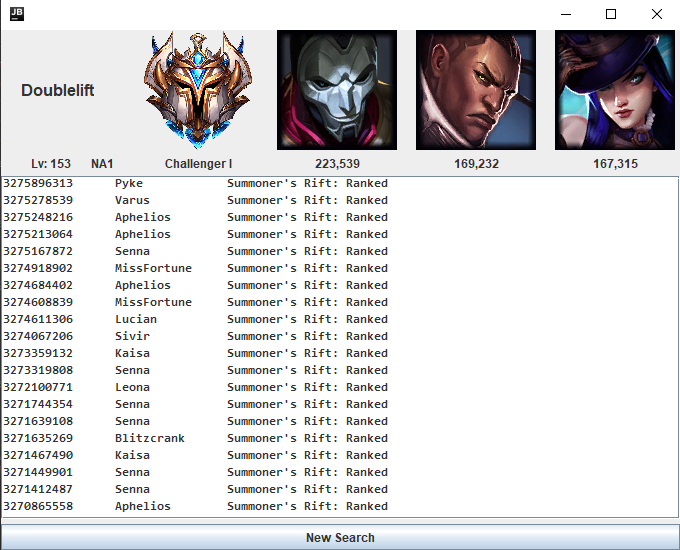 JB
Doublelift
Lv: 153 NA1 Challenger I 223,539 169,232 167,315
3275896313 Pyke Summoner's Rift: Ranked
3275278539 Varus Summoner's Rift: Ranked
3275248216 Aphelios Summoner's Rift: Ranked
3275213064 Aphelios Summoner's Rift: Ranked
3275167872 Senna Summoner's Rift: Ranked
3274918902 MissFortune Summoner's Rift: Ranked
3274684402 Aphelios Summoner's Rift: Ranked
3274608839 MissFortune Summoner's Rift: Ranked
3274611306 Lucian Summoner's Rift: Ranked
3274067206 Sivir Summoner's Rift: Ranked
3273359132 Kaisa Summoner's Rift: Ranked
3273319808 Senna Summoner's Rift: Ranked
3272100771 Leona Summoner's Rift: Ranked
3271744354 Senna Summoner's Rift: Ranked
3271639108 Senna Summoner's Rift: Ranked
3271635269 Blitzcrank Summoner's Rift: Ranked
3271467490 Kaisa Summoner's Rift: Ranked
3271449901 Senna Summoner's Rift: Ranked
3271412487 Senna Summoner's Rift: Ranked
3270865558 Aphelios Summoner's Rift: Ranked
New Search